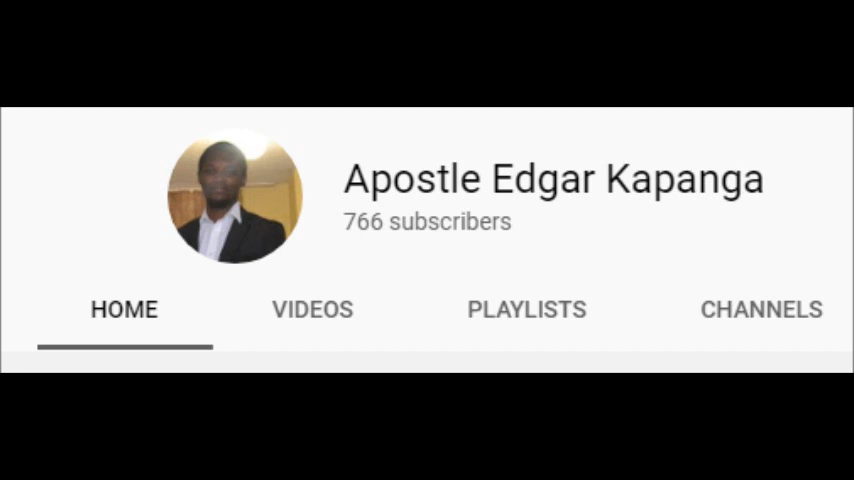 Apostle Edgar Kapanga
766 subscribers
HOME VIDEOS PLAYLISTS CHANNELS